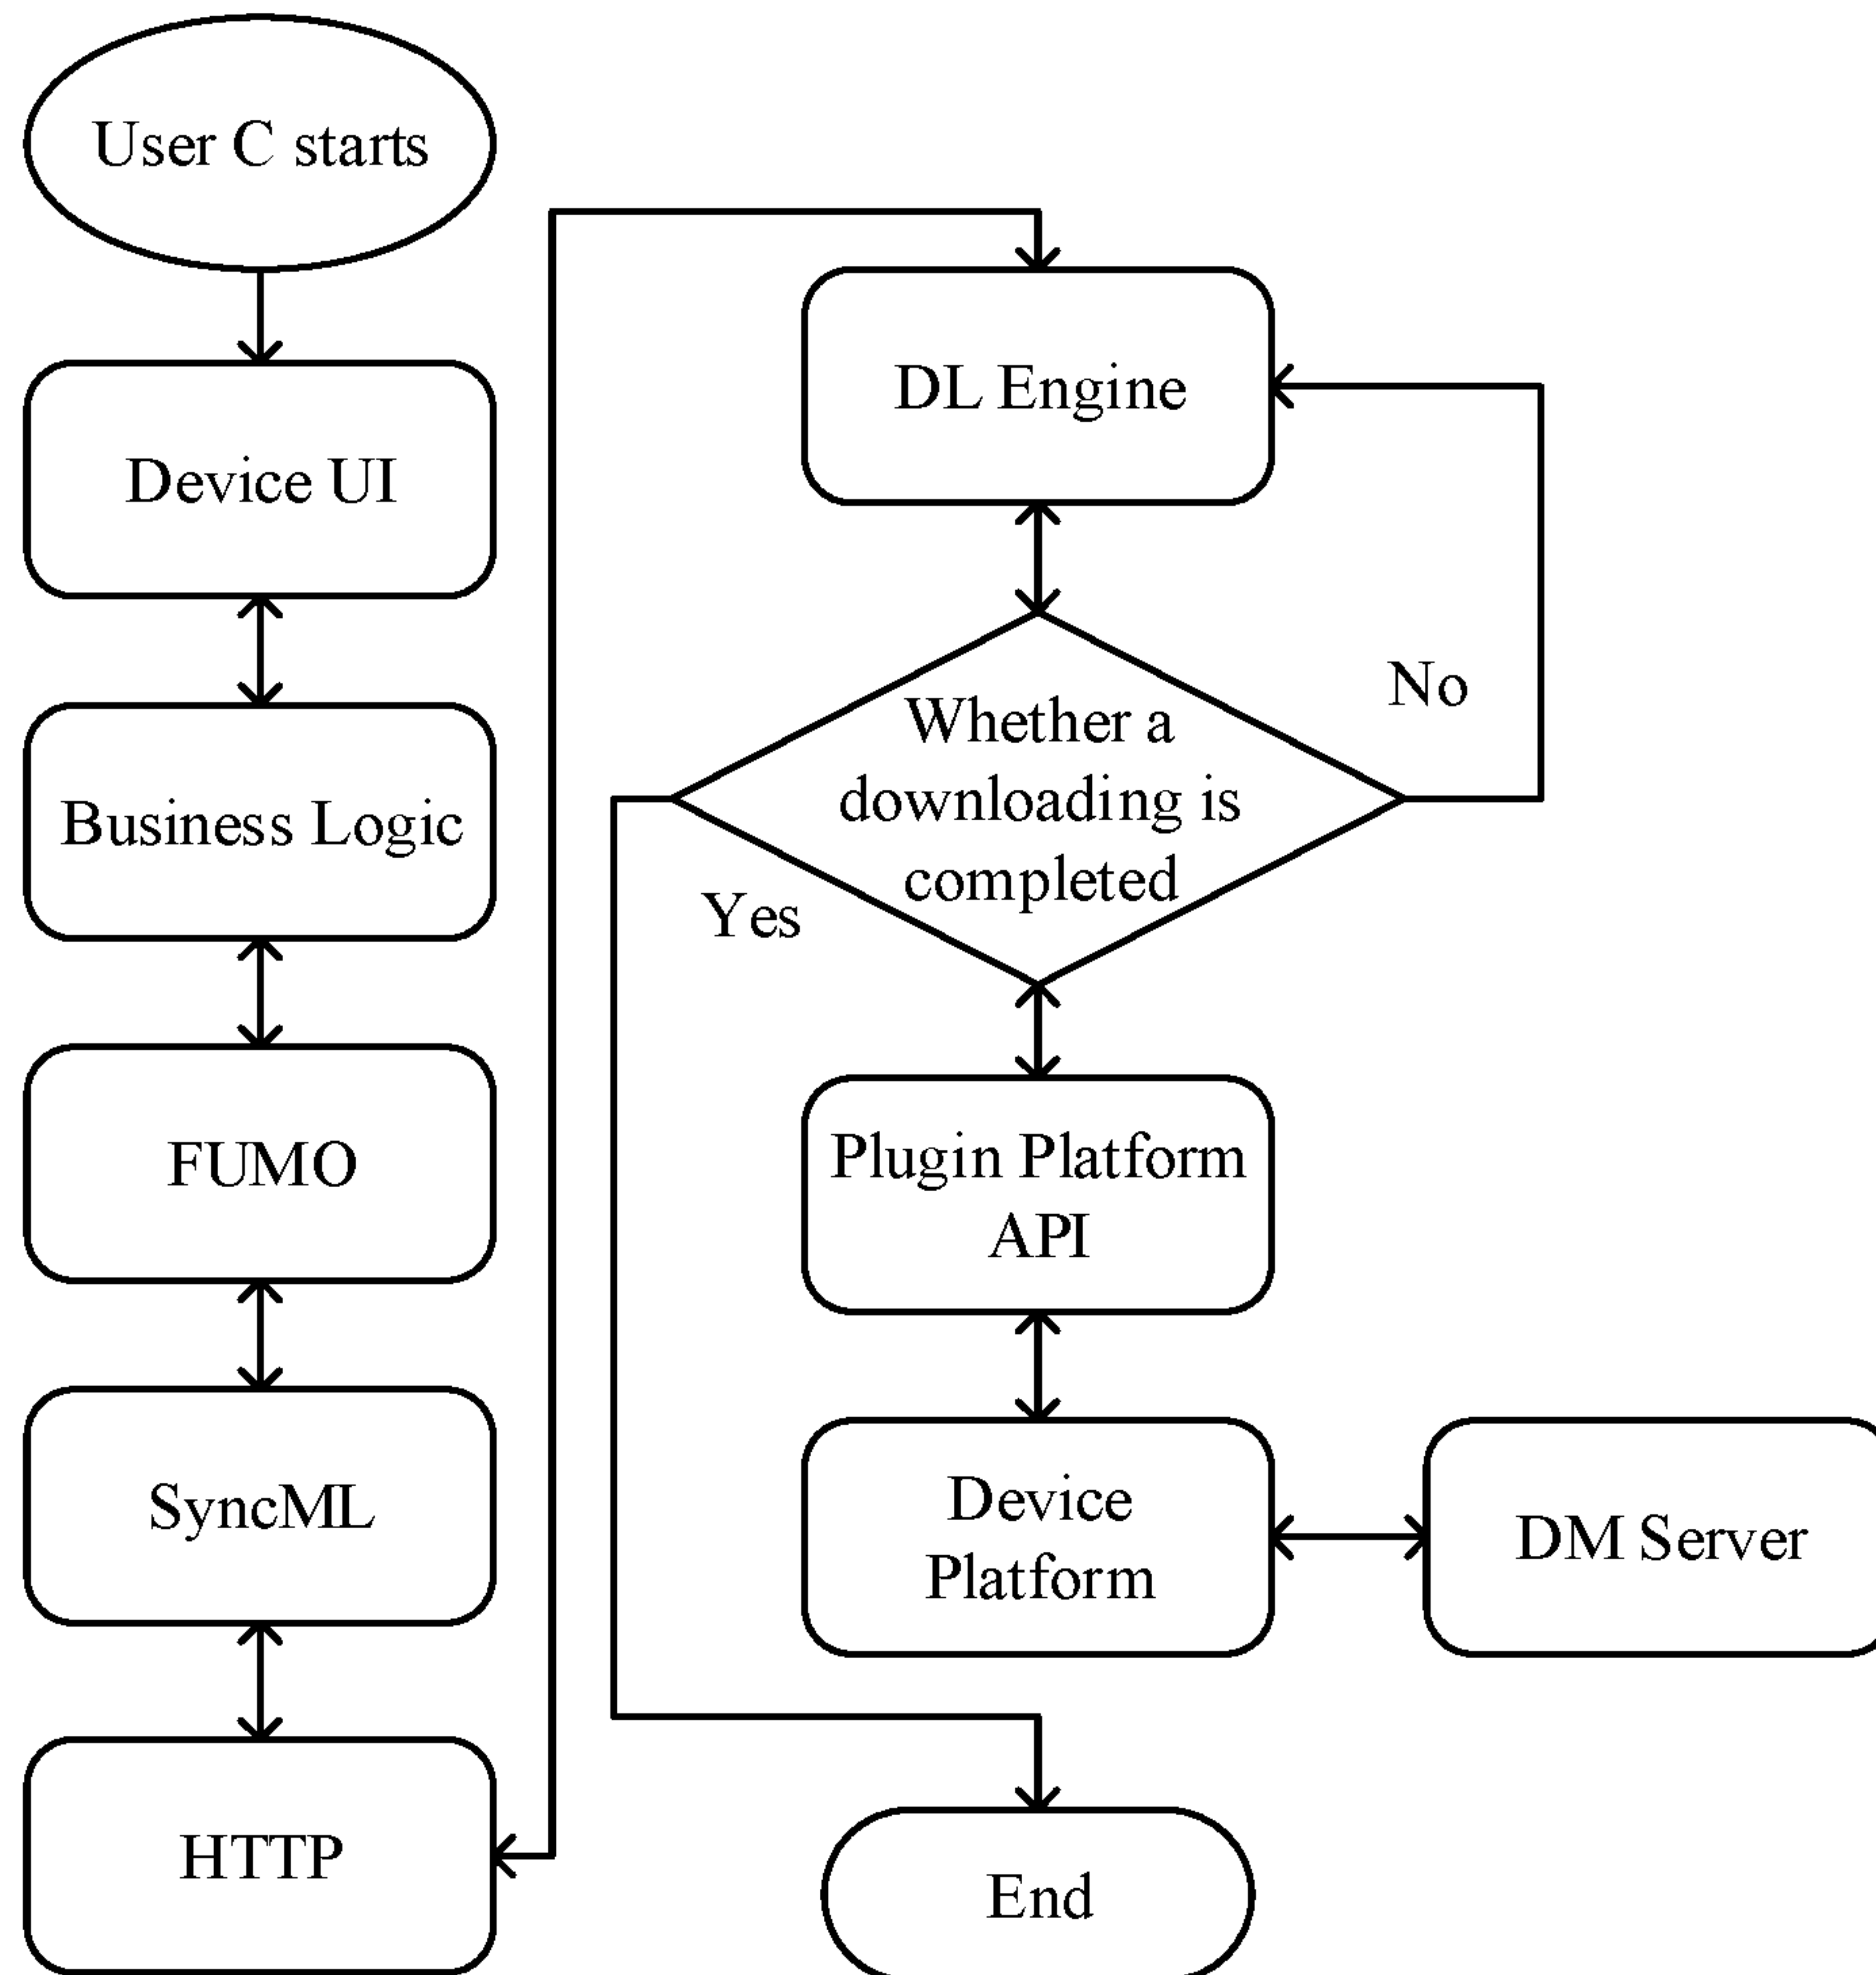 User C starts
Device UI
Business Logic
FUMO
SyncML
HTTP
DL Engine
Whether a
downloading is
completed
No
Yes
Plugin Platform
API
Device
Platform
DM Server
End